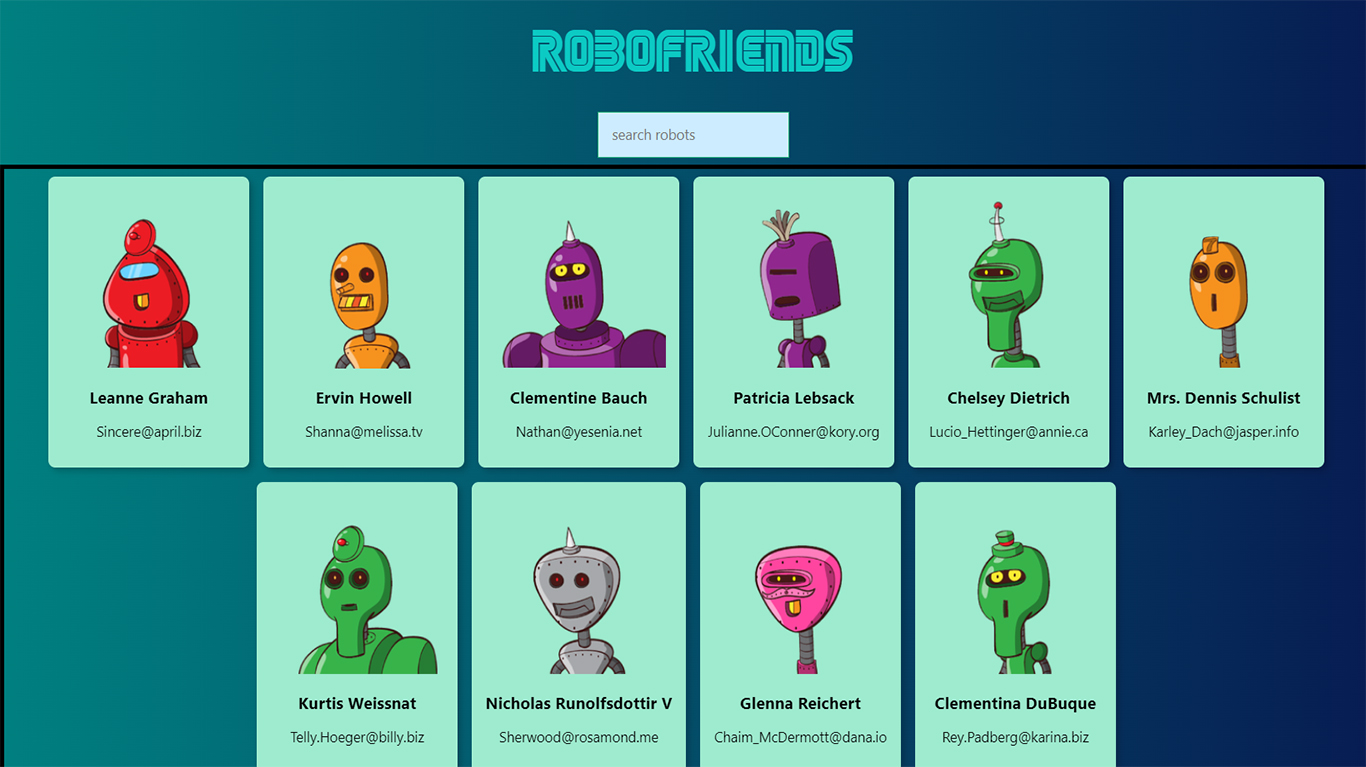 ROBOFRIENDS
search robots
7
Leanne Graham
Sincere@april.biz
Ervin Howell
Shanna@melissa.tv
Clementine Bauch
Nathan@yesenia.net
Patricia Lebsack
Julianne.OConner@kory.org
Chelsey Dietrich
Lucio_Hettinger@annie.ca
Mrs. Dennis Schulist
Karley_Dach@jasper.info
Kurtis Weissnat
Telly.Hoeger@billy.biz
Nicholas Runolfsdottir V
Sherwood@rosamond.me
Glenna Reichert
Chaim_McDermott@dana.io
Clementina DuBuque
Rey.Padberg@karina.biz